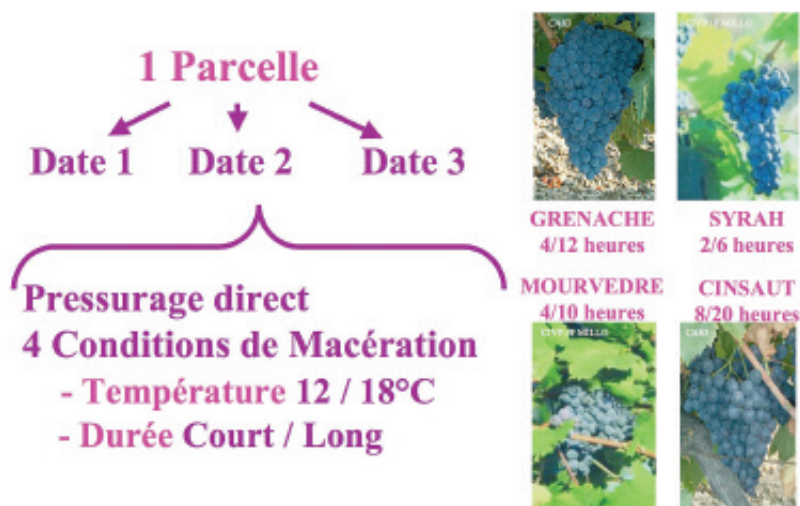 1 Parcelle
Date 1 Date 2 Date 3
Pressurage direct
4 Conditions de Macération
- Température 12 / 18°C
- Durée Court / Long
GRENACHE
4/12 heures
SYRAH
2/6 heures
MOURVEDRE
4/10 heures
CINSAUT
8/20 heures